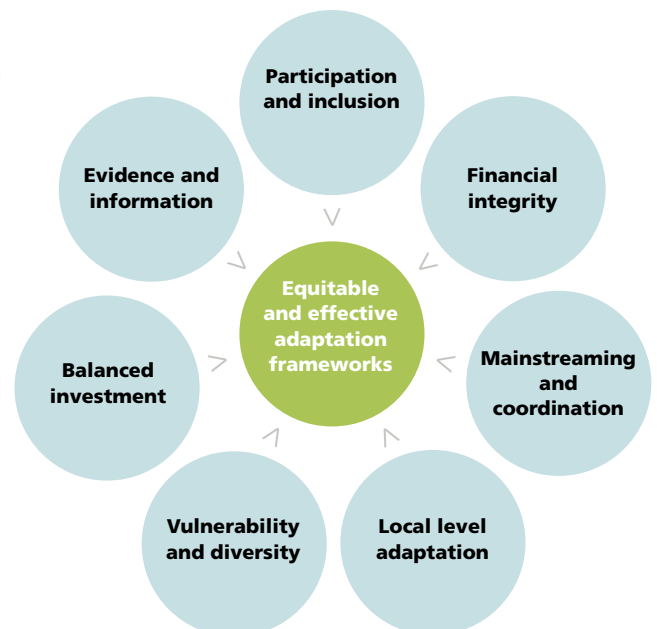 Participation
and inclusion
Evidence and
information
Financial
integrity
Equitable
and effective
adaptation
frameworks
Balanced
investment
Mainstreaming
and
coordination
Vulnerability
and diversity
Local level
adaptation